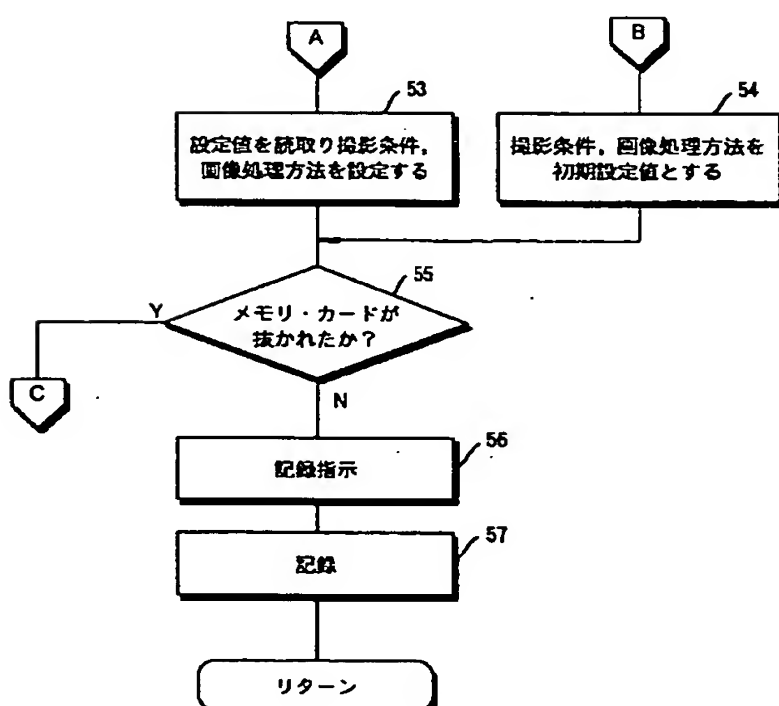 A
B
53
54
設定値を読取り撮影条件，
画像処理方法を設定する
撮影条件，画像処理方法を
初期設定値とする
55
Y
メモリ・カードが
抜かれたか？
C
N
56
記録指示
57
記録
リターン